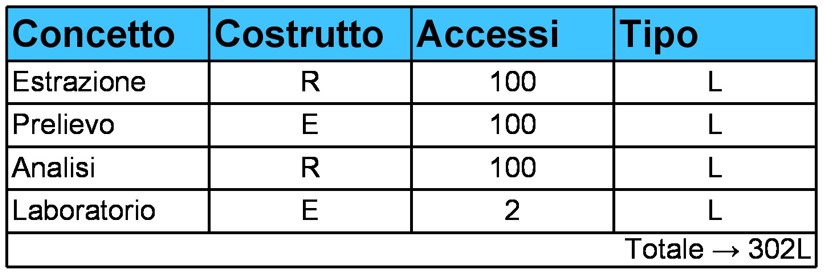 Concetto Costrutto Accessi Tipo
Estrazione R 100 L
Prelievo E 100 L
Analisi R 100 L
Laboratorio E 2 L
Totale → 302L